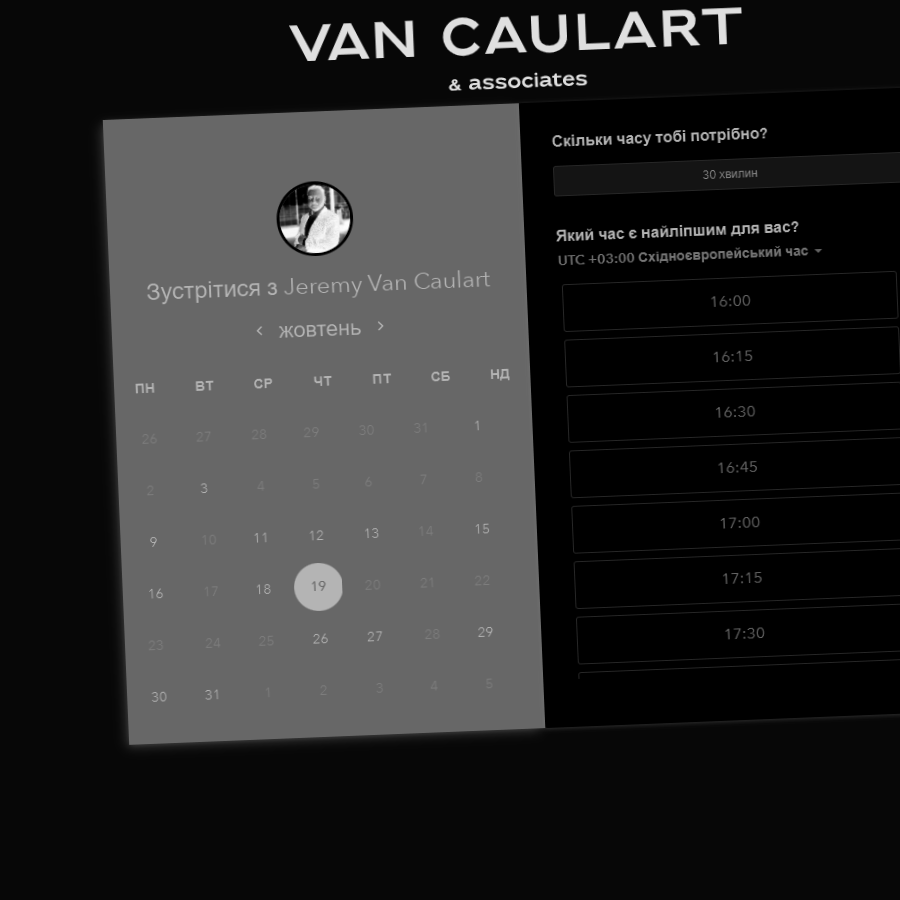 VAN CAULART
& associates
Зустрітися з Jeremy Van Caulart
‹ жовтень ›
ПН ВТ СР ЧТ ПТ СБ НД
26 27 28 29 30 31 1
2 3 4 5 6 7 8
9 10 11 12 13 14 15
16 17 18 19 20 21 22
23 24 25 26 27 28 29
30 31 1 2 3 4 5
Скільки часу тобі потрібно?
30 хвилин
Який час є найліпшим для вас?
UTC +03:00 Східноєвропейський час
16:00
16:15
16:30
16:45
17:00
17:15
17:30